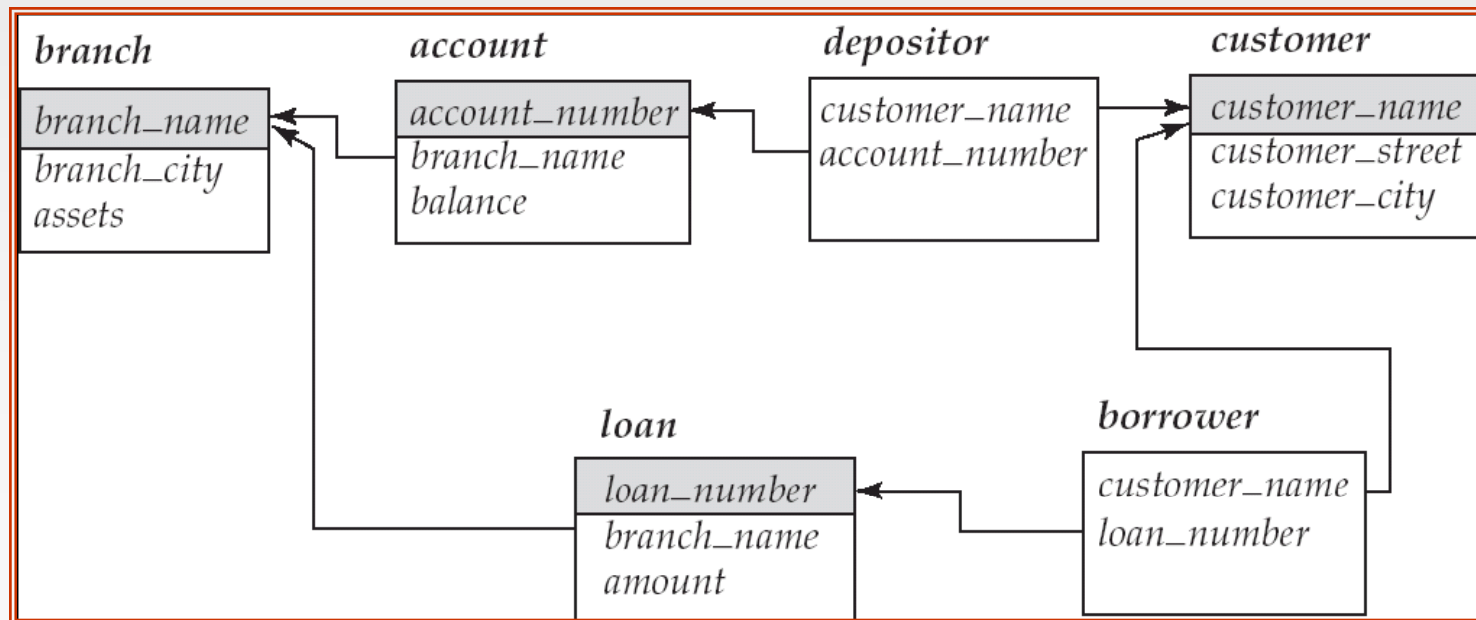 branch
branch_name
branch_city
assets
account
account_number
branch_name
balance
depositor
customer_name
account_number
customer
customer_name
customer_street
customer_city
loan
loan_number
branch_name
amount
borrower
customer_name
loan_number